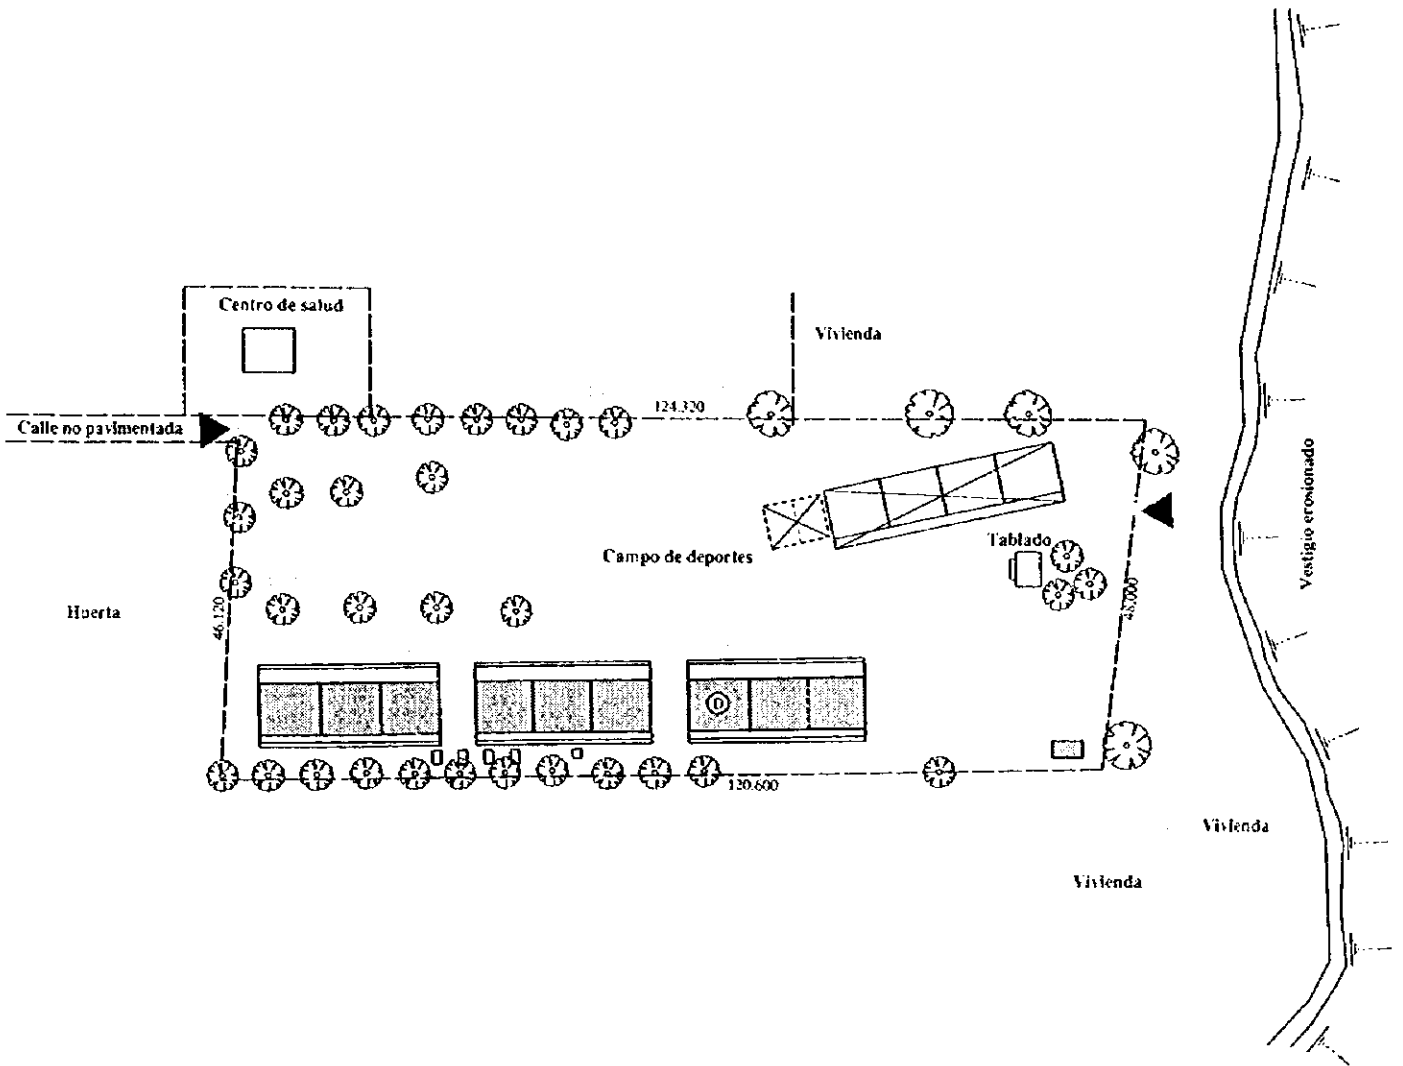 Centro de salud
Vivienda
124.320
Calle no pavimentada
Vestigio erosionado
Tablado
Campo de deportes
Huerta
46.120
48.000
D
120.600
Vivienda
Vivienda